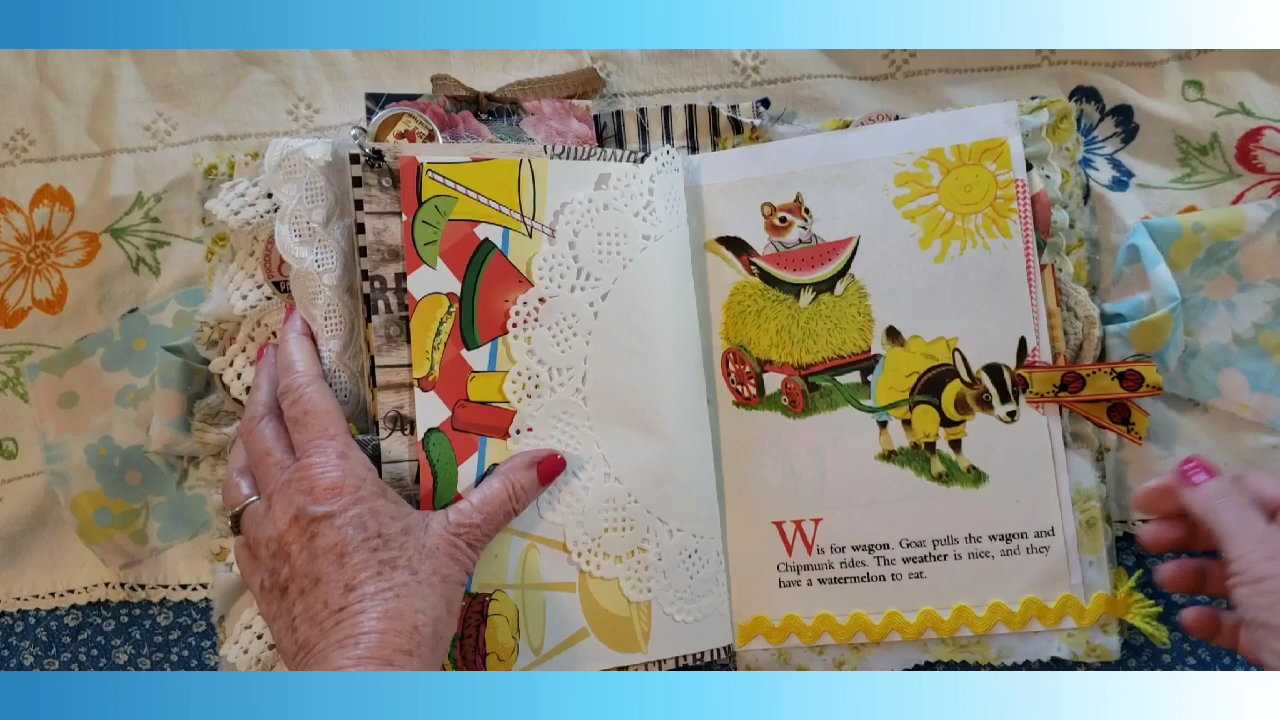 W is for wagon. Goat pulls the wagon and
Chipmunk rides. The weather is nice, and they
have a watermelon to eat.